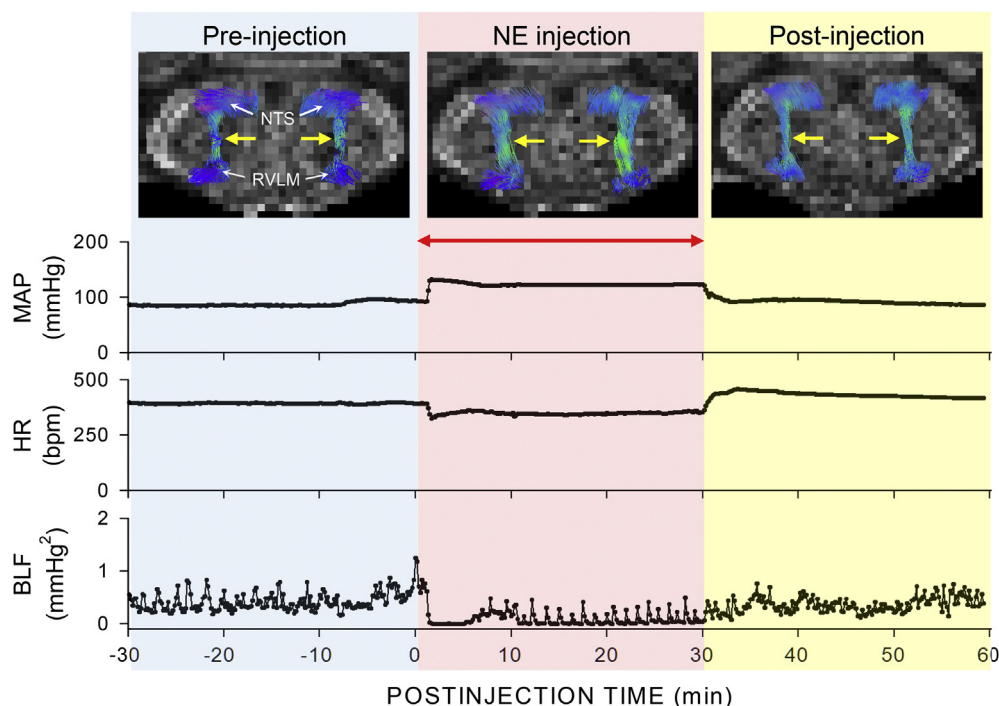 Pre-injection NE injection Post-injection
NTS
RVLM
MAP
(mmHg)
200
100
0
HR
(bpm)
500
250
0
BLF
(mmHg²)
2
1
0
-30 -20 -10 0 10 20 30 40 50 60
POSTINJECTION TIME (min)